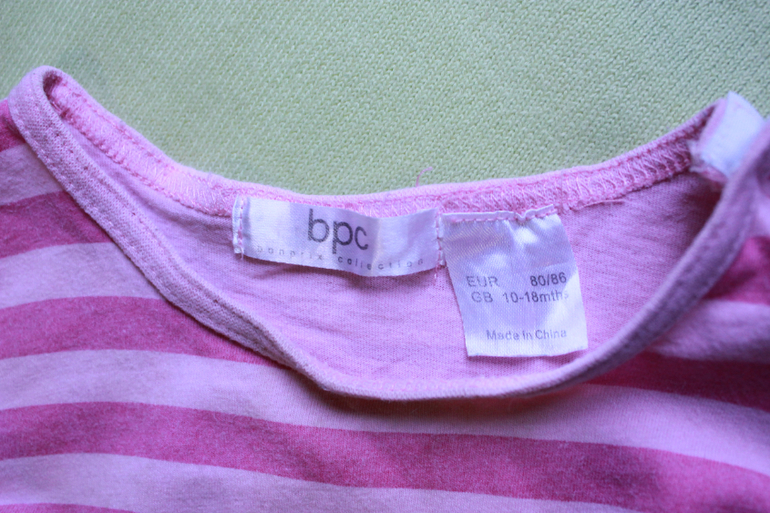 bpc
bonprix collection
EUR 80/86
GB 10-18mths
Made in China